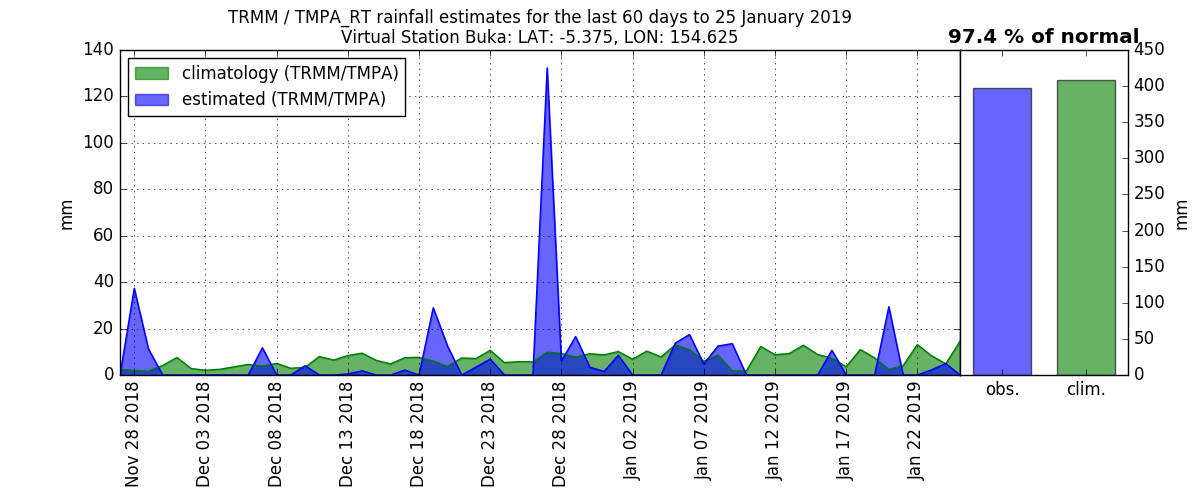 TRMM / TMPA_RT rainfall estimates for the last 60 days to 25 January 2019
Virtual Station Buka: LAT: -5.375, LON: 154.625
97.4 % of normal
climatology (TRMM/TMPA)
estimated (TRMM/TMPA)
140
120
100
80
60
40
20
0
mm
Nov 28 2018
Dec 03 2018
Dec 08 2018
Dec 13 2018
Dec 18 2018
Dec 23 2018
Dec 28 2018
Jan 02 2019
Jan 07 2019
Jan 12 2019
Jan 17 2019
Jan 22 2019
450
400
350
300
250
200
150
100
50
0
mm
obs.
clim.